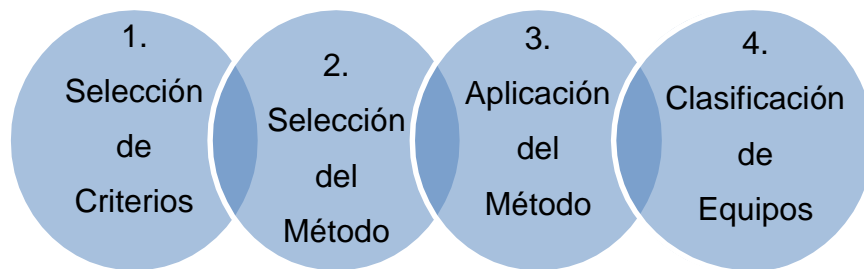 1.
Selección
de
Criterios
2.
Selección
del
Método
3.
Aplicación
del
Método
4.
Clasificación
de
Equipos